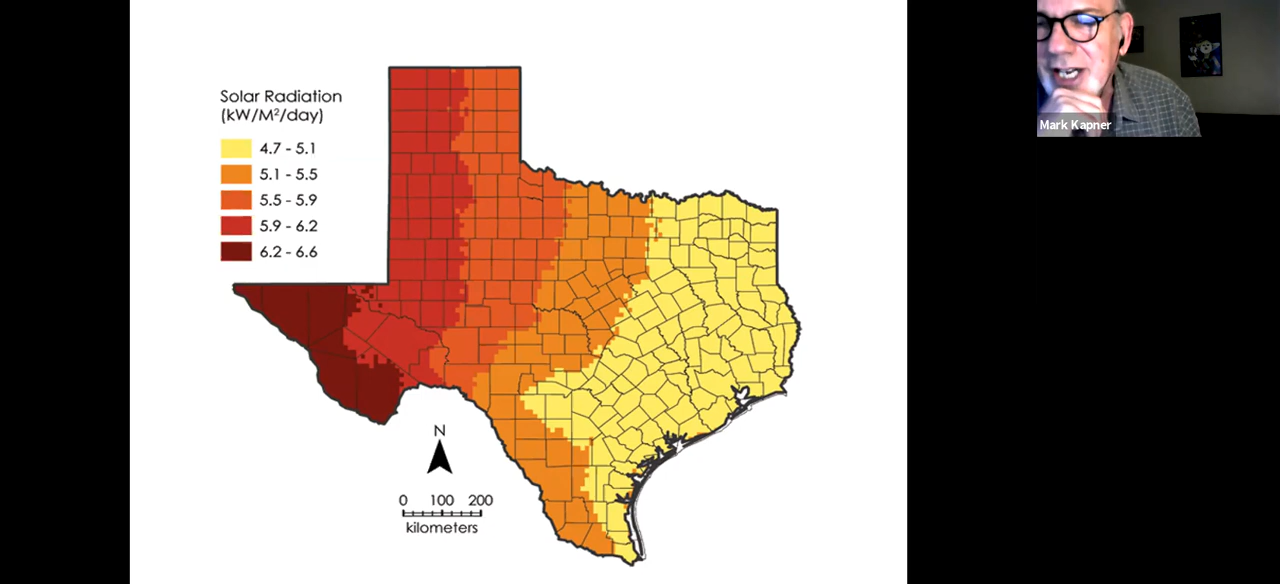 Solar Radiation
(kW/M²/day)
4.7 - 5.1
5.1 - 5.5
5.5 - 5.9
5.9 - 6.2
6.2 - 6.6
N
0 100 200
kilometers
Mark Kapner